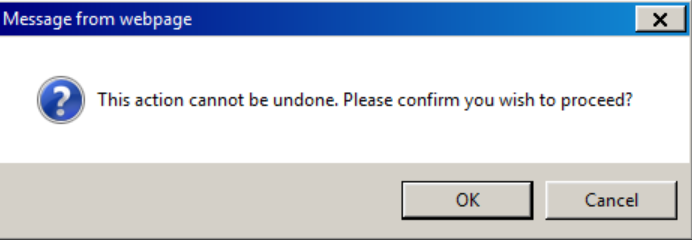 Message from webpage
This action cannot be undone. Please confirm you wish to proceed?
OK
Cancel